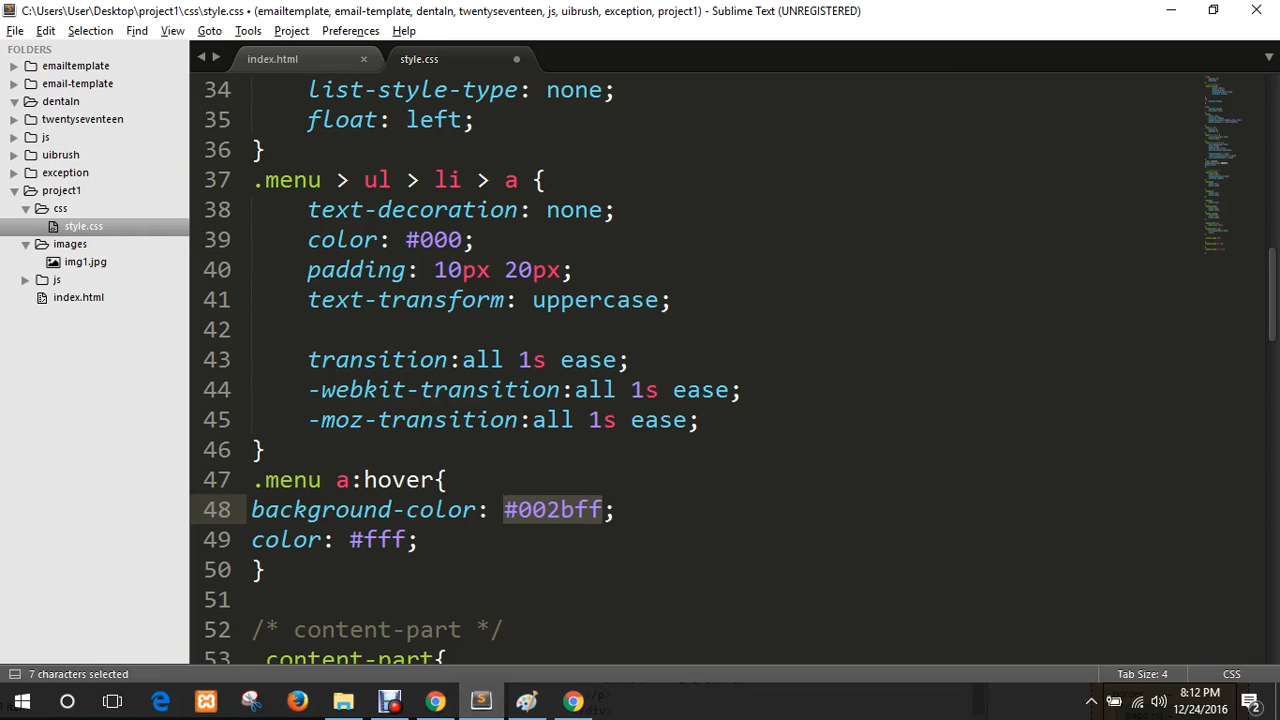 C:\Users\User\Desktop\project1\css\style.css • (emailtemplate, email-template, dentaln, twentyseventeen, js, uibrush, exception, project1) - Sublime Text (UNREGISTERED)
File Edit Selection Find View Goto Tools Project Preferences Help
FOLDERS
emailtemplate
email-template
dentaln
twentyseventeen
js
uibrush
exception
project1
css
style.css
images
img1.jpg
js
index.html
index.html × style.css
34 list-style-type: none;
35 float: left;
36 }
37 .menu > ul > li > a {
38 text-decoration: none;
39 color: #000;
40 padding: 10px 20px;
41 text-transform: uppercase;
42
43 transition:all 1s ease;
44 -webkit-transition:all 1s ease;
45 -moz-transition:all 1s ease;
46 }
47 .menu a:hover{
48 background-color: #002bff;
49 color: #fff;
50 }
51
52 /* content-part */
53 .content-part{
7 characters selected Tab Size: 4 CSS
8:12 PM
12/24/2016
2